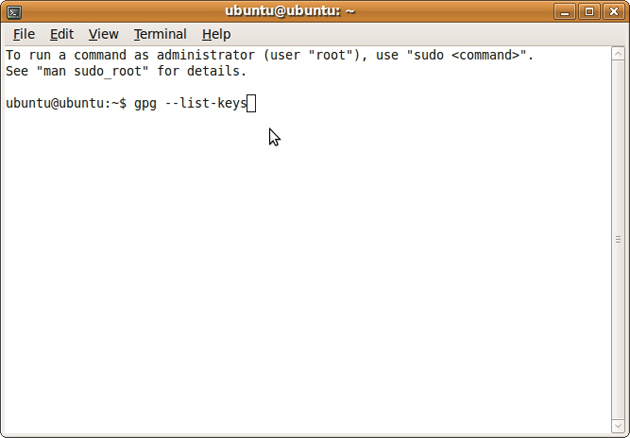 ubuntu@ubuntu: ~
File Edit View Terminal Help
To run a command as administrator (user "root"), use "sudo <command>".
See "man sudo_root" for details.
ubuntu@ubuntu:~$ gpg --list-keys